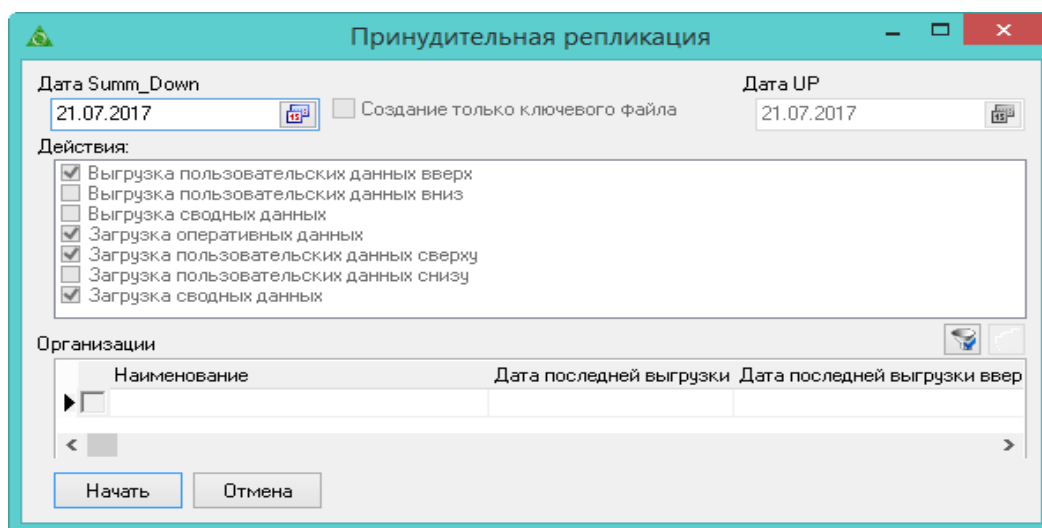 Принудительная репликация
Дата Summ_Down
Дата UP
21.07.2017
Создание только ключевого файла
21.07.2017
Действия:
Выгрузка пользовательских данных вверх
Выгрузка пользовательских данных вниз
Выгрузка сводных данных
Загрузка оперативных данных
Загрузка пользовательских данных сверху
Загрузка пользовательских данных снизу
Загрузка сводных данных
Организации
Наименование
Дата последней выгрузки
Дата последней выгрузки ввер
Начать
Отмена